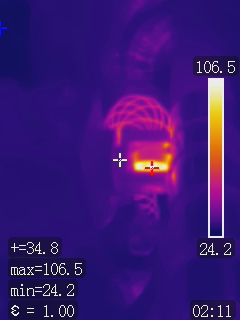 106.5
24.2
+=34.8
max=106.5
min=24.2
ε = 1.00
02:11